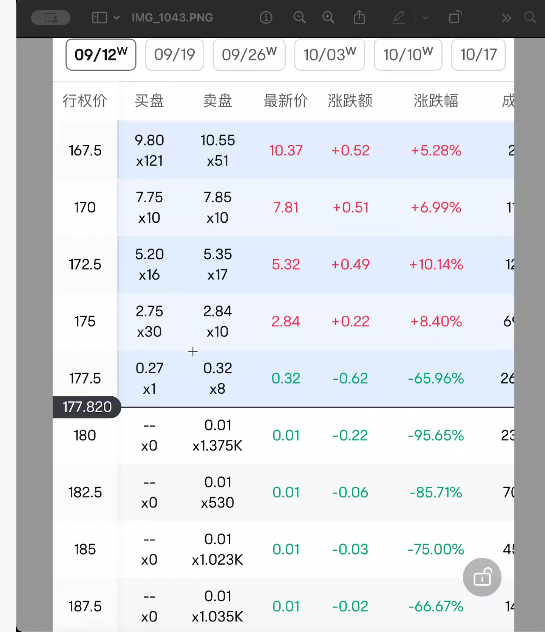 IMG_1043.PNG
09/12W 09/19 09/26W 10/03W 10/10W 10/17
行权价 买盘 卖盘 最新价 涨跌额 涨跌幅 成
9.80 10.55
167.5 10.37 +0.52 +5.28% 2
x121 x51
7.75 7.85
170 7.81 +0.51 +6.99%
x10 x10
5.20 5.35
172.5 5.32 +0.49 +10.14% 12
x16 x17
2.75 2.84
175 2.84 +0.22 +8.40% 69
x30 x10
0.27 0.32
177.5 0.32 -0.62 -65.96% 26
x1 x8
177.820
-- 0.01
180 0.01 -0.22 -95.65% 23
x0 x1.375K
-- 0.01
182.5 0.01 -0.06 -85.71% 70
x0 x530
-- 0.01
185 0.01 -0.03 -75.00% 45
x0 x1.023K
-- 0.01
187.5 0.01 -0.02 -66.67% 14
x0 x1.035K